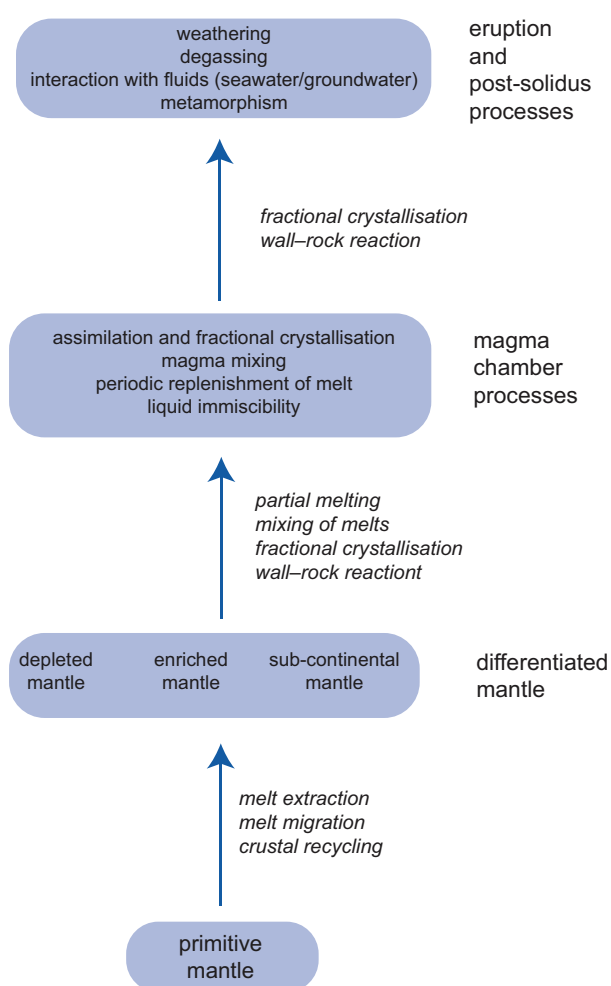 weathering
degassing
interaction with fluids (seawater/groundwater)
metamorphism
eruption
and
post-solidus
processes
fractional crystallisation
wall–rock reaction
assimilation and fractional crystallisation
magma mixing
periodic replenishment of melt
liquid immiscibility
magma
chamber
processes
partial melting
mixing of melts
fractional crystallisation
wall–rock reactiont
depleted
mantle
enriched
mantle
sub-continental
mantle
differentiated
mantle
melt extraction
melt migration
crustal recycling
primitive
mantle